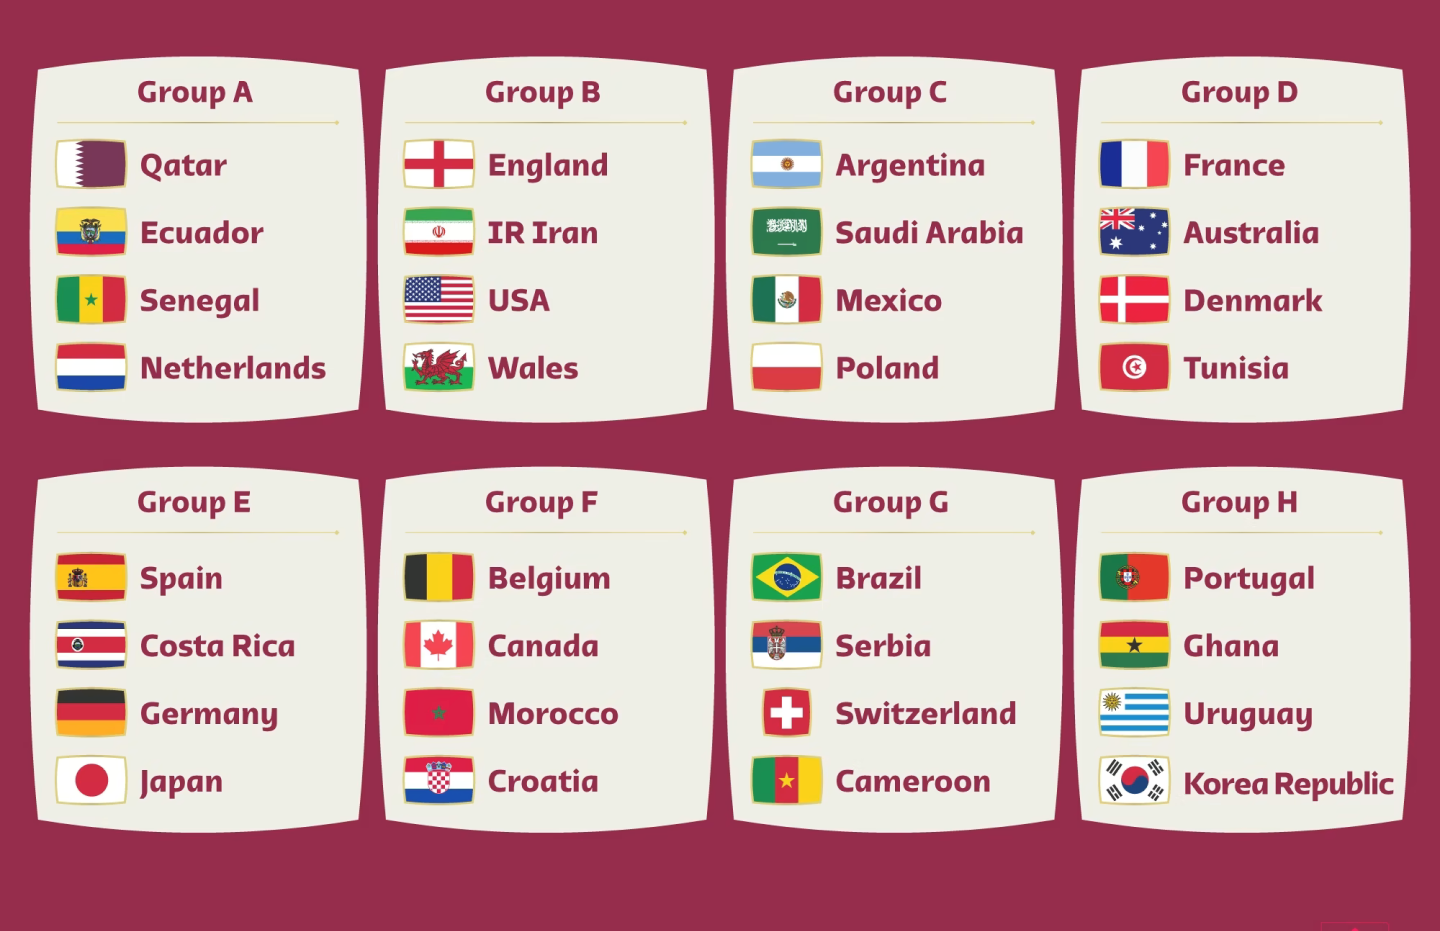 Group A
Qatar
Ecuador
Senegal
Netherlands
Group B
England
IR Iran
USA
Wales
Group C
Argentina
Saudi Arabia
Mexico
Poland
Group D
France
Australia
Denmark
Tunisia
Group E
Spain
Costa Rica
Germany
Japan
Group F
Belgium
Canada
Morocco
Croatia
Group G
Brazil
Serbia
Switzerland
Cameroon
Group H
Portugal
Ghana
Uruguay
Korea Republic